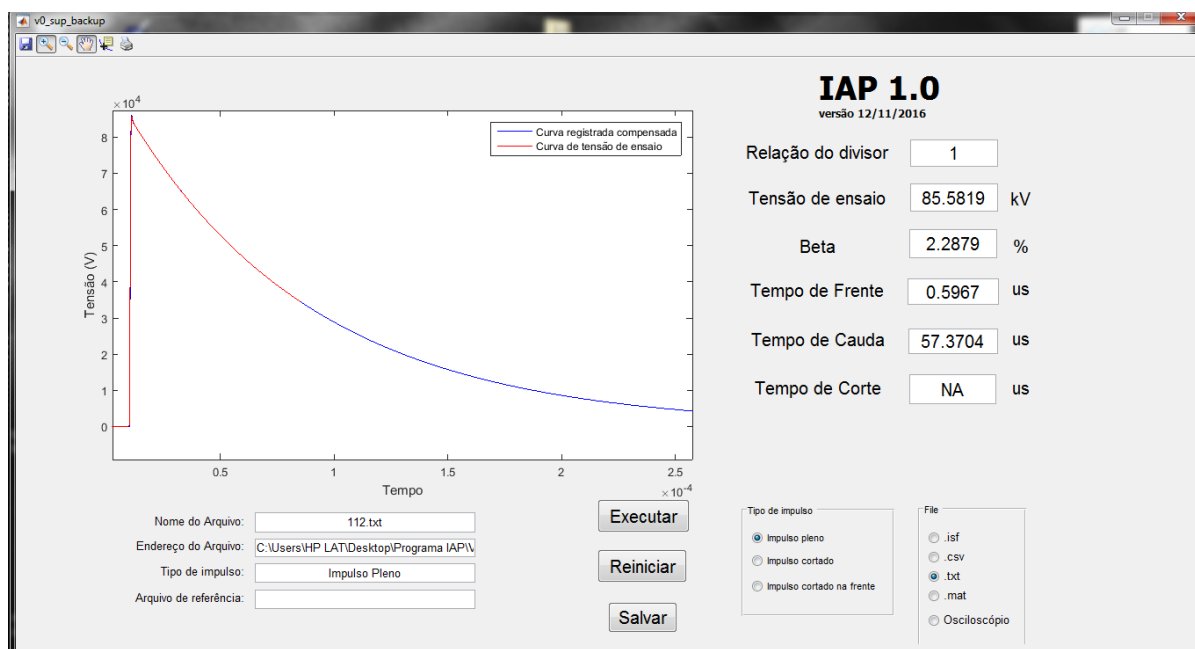 v0_sup_backup
×10⁴
8
7
6
5
4
3
2
1
0
Tensão (V)
0.5
1
1.5
2
2.5
Tempo
×10⁻⁴
Curva registrada compensada
Curva de tensão de ensaio
IAP 1.0
versão 12/11/2016
Relação do divisor 1
Tensão de ensaio 85.5819 kV
Beta 2.2879 %
Tempo de Frente 0.5967 us
Tempo de Cauda 57.3704 us
Tempo de Corte NA us
Nome do Arquivo: 112.txt
Endereço do Arquivo: C:\Users\HP LAT\Desktop\Programa IAP\V
Tipo de impulso: Impulso Pleno
Arquivo de referência:
Executar
Reiniciar
Salvar
Tipo de impulso
Impulso pleno
Impulso cortado
Impulso cortado na frente
File
.isf
.csv
.txt
.mat
Osciloscópio